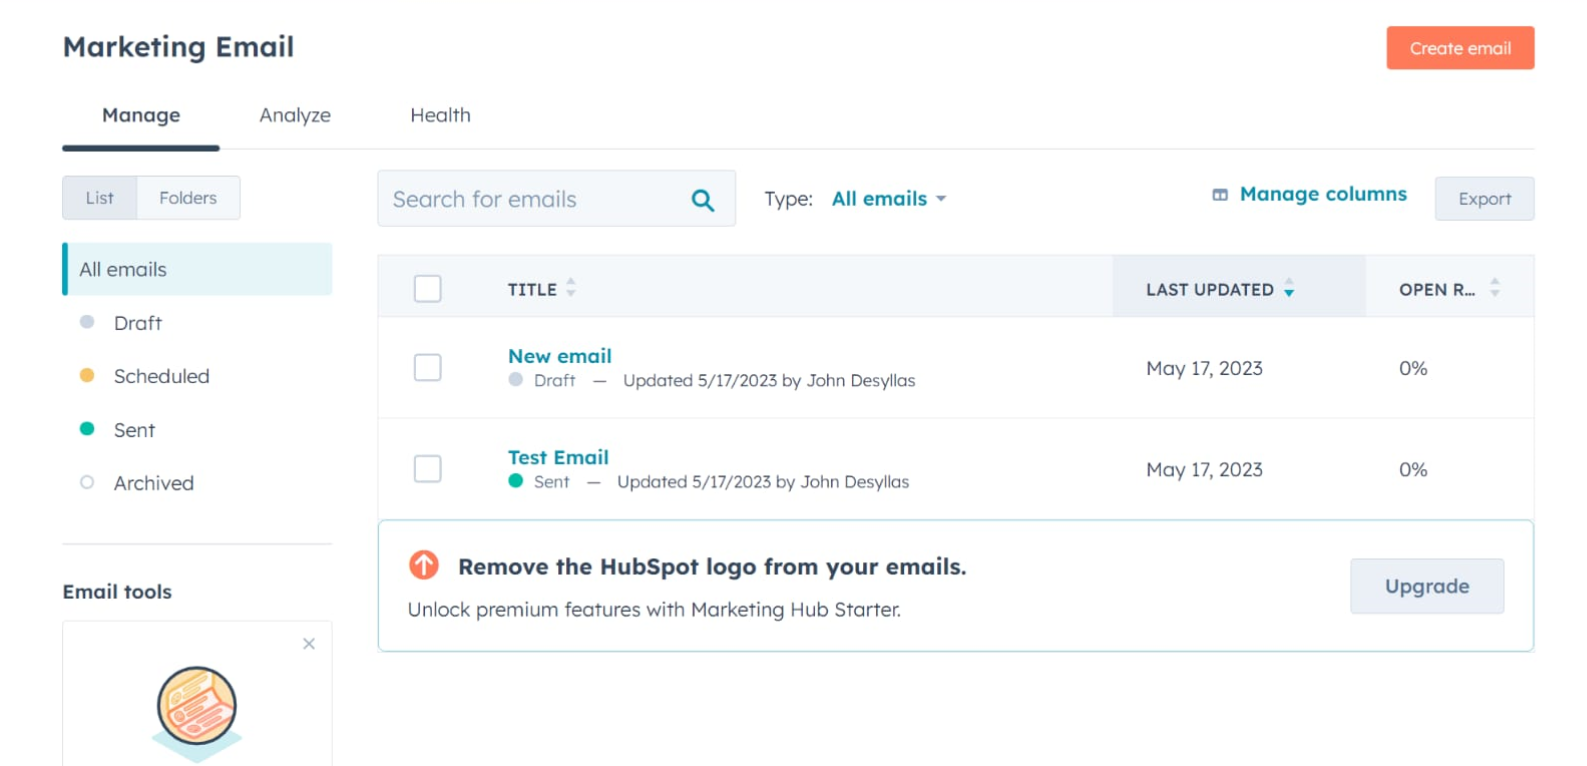 Marketing Email
Create email
Manage
Analyze
Health
List
Folders
Search for emails
Type: All emails
Manage columns
Export
All emails
Draft
Scheduled
Sent
Archived
TITLE
LAST UPDATED
OPEN R...
New email
Draft — Updated 5/17/2023 by John Desyllas
May 17, 2023
0%
Test Email
Sent — Updated 5/17/2023 by John Desyllas
May 17, 2023
0%
Remove the HubSpot logo from your emails.
Unlock premium features with Marketing Hub Starter.
Upgrade
Email tools